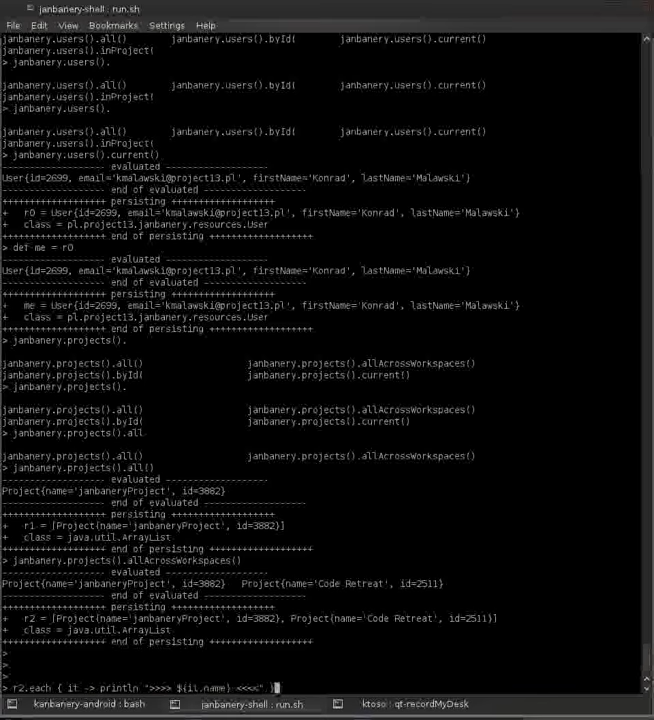 janbanery-shell : run.sh
File Edit View Bookmarks Settings Help
janbanery.users().all() janbanery.users().byId( janbanery.users().current()
janbanery.users().inProject(
> janbanery.users().
janbanery.users().all() janbanery.users().byId( janbanery.users().current()
janbanery.users().inProject(
> janbanery.users().
janbanery.users().all() janbanery.users().byId( janbanery.users().current()
janbanery.users().inProject(
> janbanery.users().current()
------------------- evaluated -------------------
User{id=2699, email='kmalawski@project13.pl', firstName='Konrad', lastName='Malawski'}
------------------- end of evaluated -------------------
+++++++++++++++++++ persisting +++++++++++++++++++
+ r0 = User{id=2699, email='kmalawski@project13.pl', firstName='Konrad', lastName='Malawski'}
+ class = pl.project13.janbanery.resources.User
+++++++++++++++++++ end of persisting +++++++++++++++++++
> def me = r0
------------------- evaluated -------------------
User{id=2699, email='kmalawski@project13.pl', firstName='Konrad', lastName='Malawski'}
------------------- end of evaluated -------------------
+++++++++++++++++++ persisting +++++++++++++++++++
+ me = User{id=2699, email='kmalawski@project13.pl', firstName='Konrad', lastName='Malawski'}
+ class = pl.project13.janbanery.resources.User
+++++++++++++++++++ end of persisting +++++++++++++++++++
> janbanery.projects().
janbanery.projects().all() janbanery.projects().allAcrossWorkspaces()
janbanery.projects().byId( janbanery.projects().current()
> janbanery.projects().
janbanery.projects().all() janbanery.projects().allAcrossWorkspaces()
janbanery.projects().byId( janbanery.projects().current()
> janbanery.projects().all
janbanery.projects().all() janbanery.projects().allAcrossWorkspaces()
> janbanery.projects().all()
------------------- evaluated -------------------
Project{name='janbaneryProject', id=3882}
------------------- end of evaluated -------------------
+++++++++++++++++++ persisting +++++++++++++++++++
+ r1 = [Project{name='janbaneryProject', id=3882}]
+ class = java.util.ArrayList
+++++++++++++++++++ end of persisting +++++++++++++++++++
> janbanery.projects().allAcrossWorkspaces()
------------------- evaluated -------------------
Project{name='janbaneryProject', id=3882} Project{name='Code Retreat', id=2511}
------------------- end of evaluated -------------------
+++++++++++++++++++ persisting +++++++++++++++++++
+ r2 = [Project{name='janbaneryProject', id=3882}, Project{name='Code Retreat', id=2511}]
+ class = java.util.ArrayList
+++++++++++++++++++ end of persisting +++++++++++++++++++
>
>
>
> r2.each { it -> println ">>>> ${it.name} <<<<" }
kanbanery-android : bash janbanery-shell : run.sh ktoso : qt-recordMyDesk